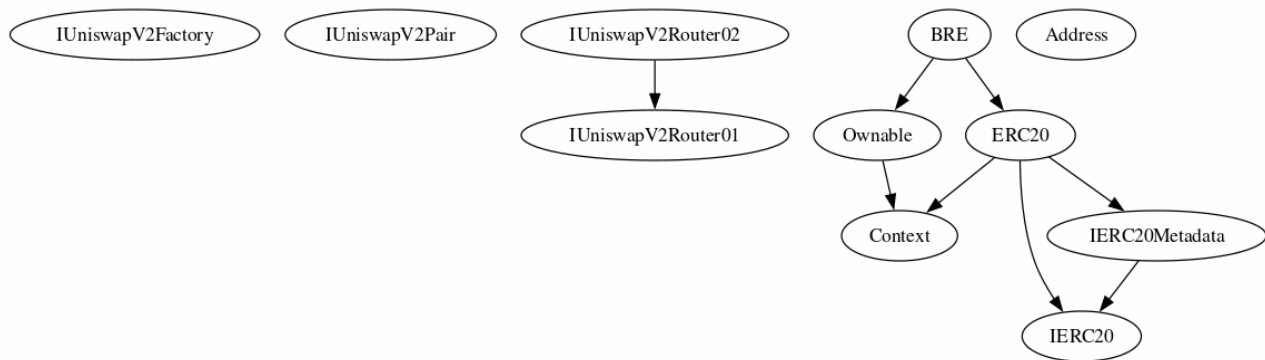 IUniswapV2Factory
IUniswapV2Pair
IUniswapV2Router02
BRE
Address
IUniswapV2Router01
Ownable
ERC20
Context
IERC20Metadata
IERC20